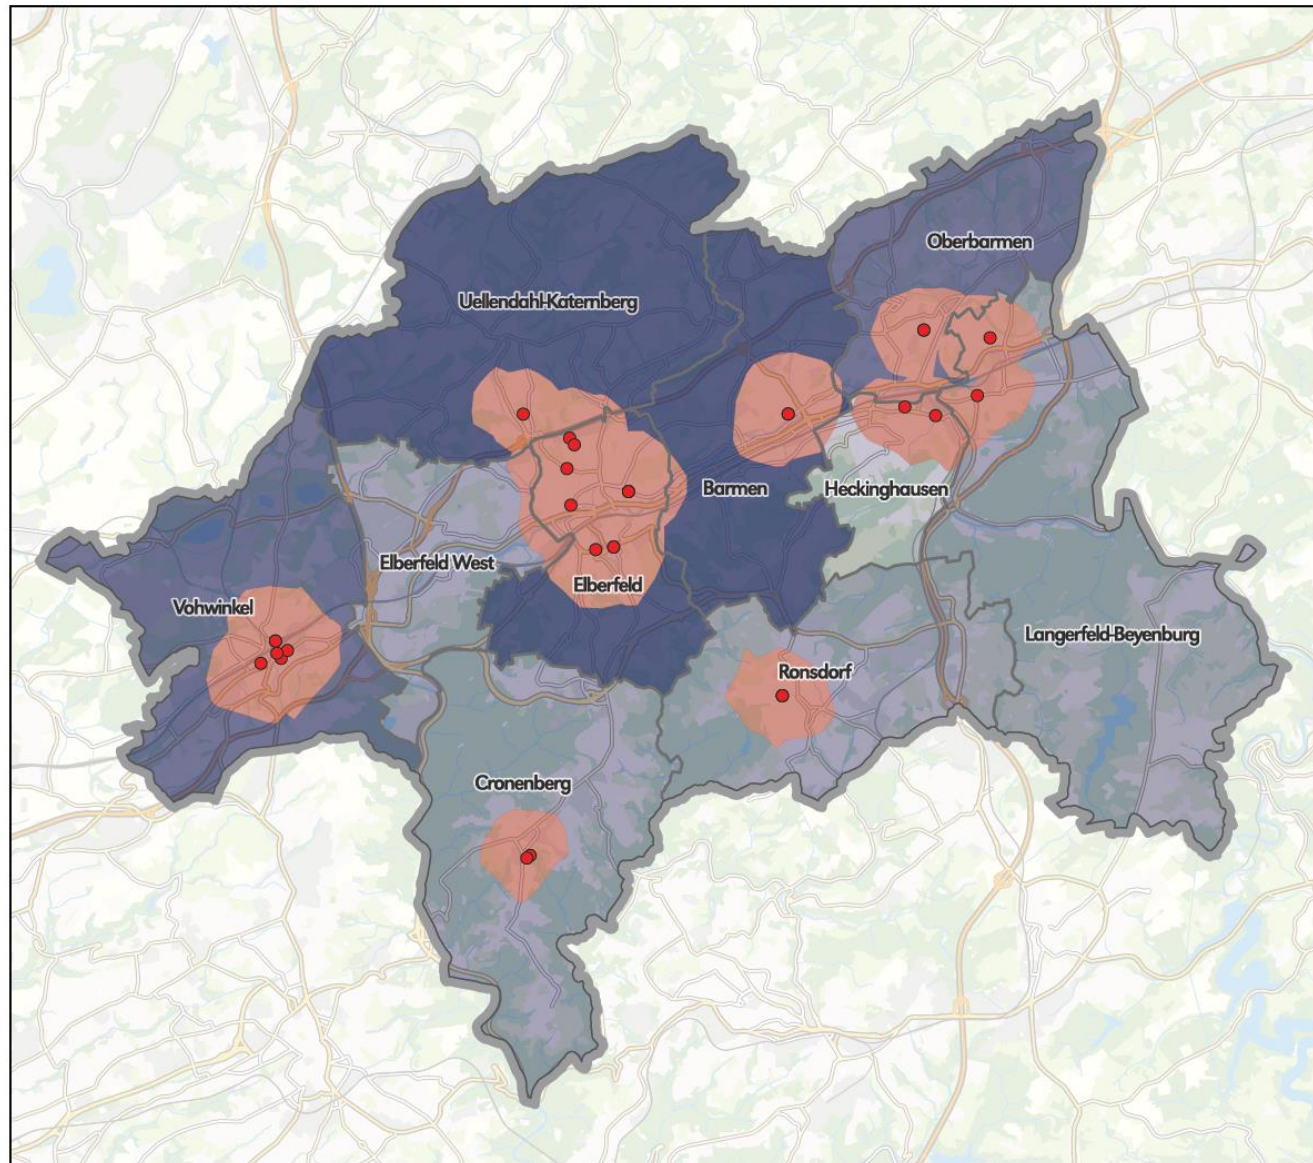 Oberbarmen
Uellendahl-Katernberg
Barmen
Heckinghausen
Elberfeld West
Elberfeld
Vohwinkel
Langerfeld-Beyenburg
Ronsdorf
Cronenberg